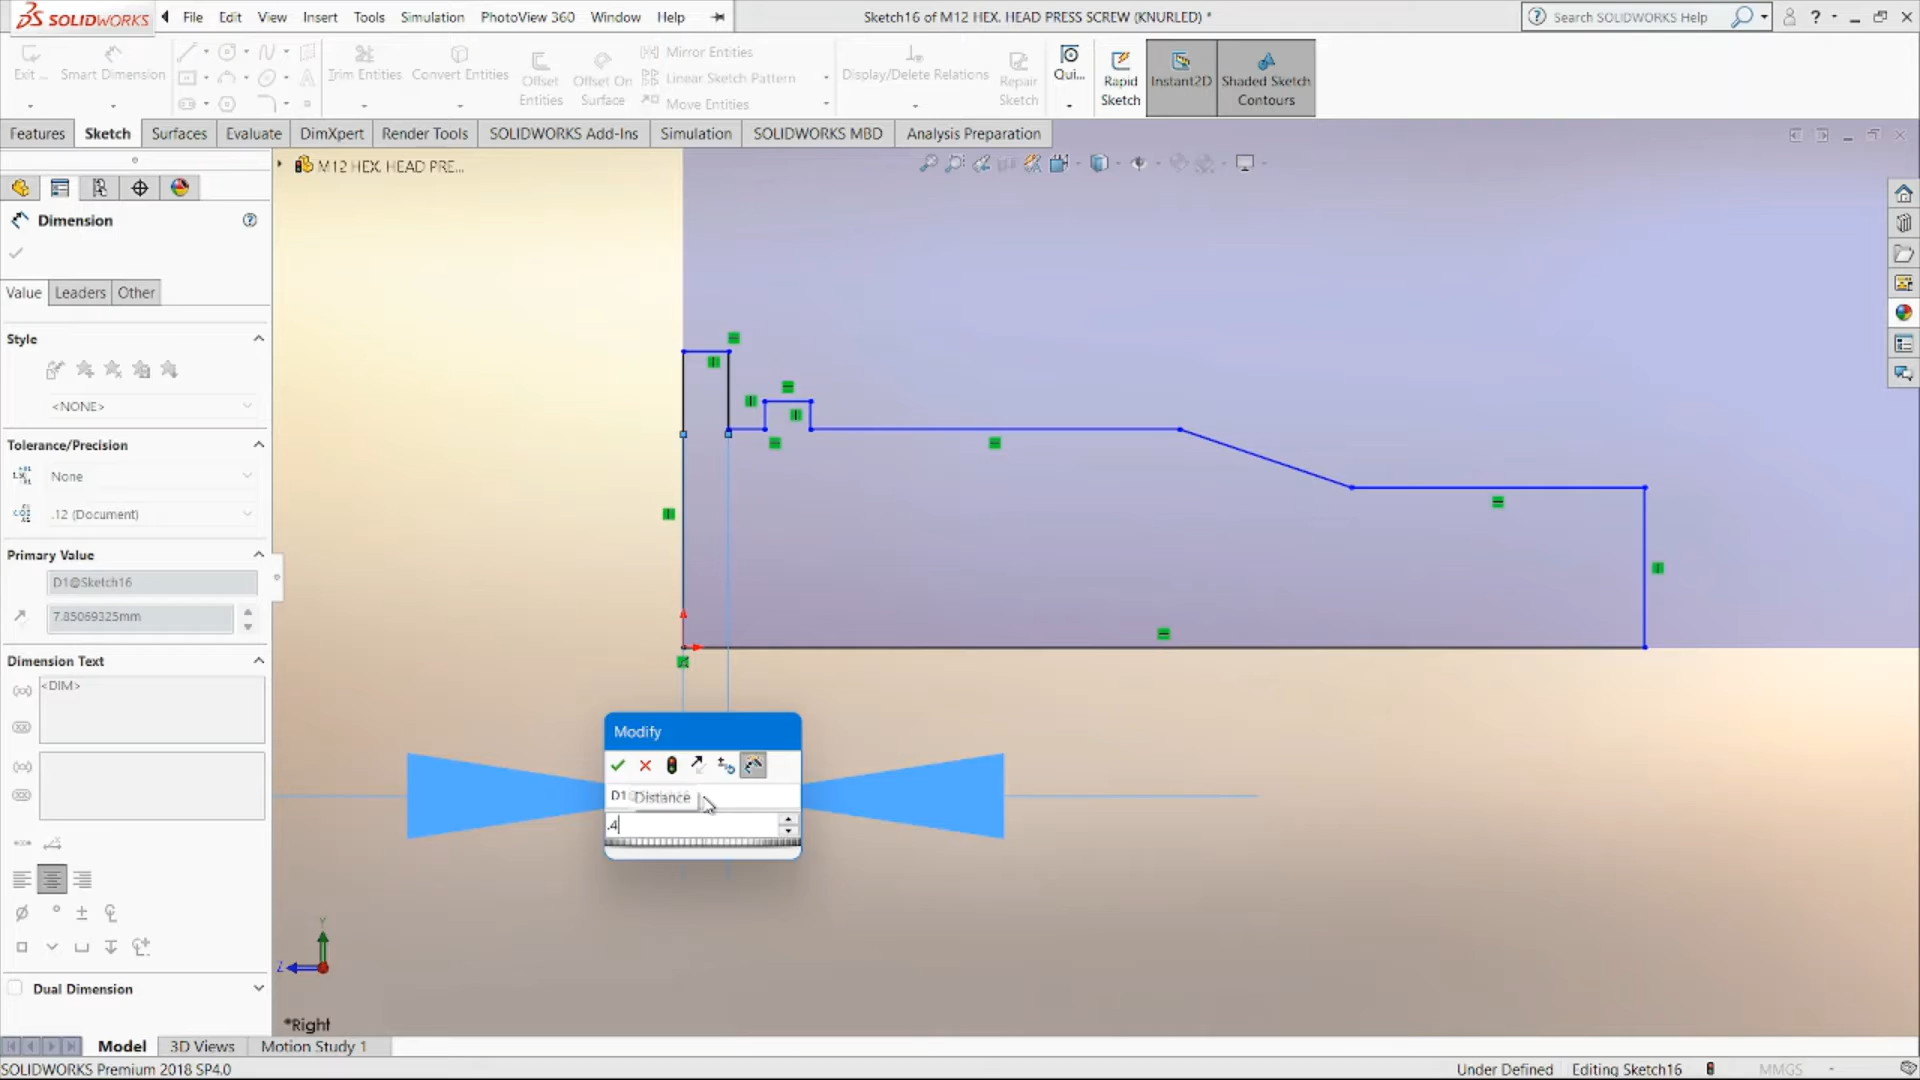 SOLIDWORKS File Edit View Insert Tools Simulation PhotoView 360 Window Help Sketch16 of M12 HEX. HEAD PRESS SCREW (KNURLED) * Search SOLIDWORKS Help ?
Exit ... Smart Dimension Trim Entities Convert Entities Offset Entities Offset On Surface Mirror Entities Display/Delete Relations Repair Sketch Qui... Rapid Sketch Instant2D Shaded Sketch Contours
Linear Sketch Pattern
Move Entities
Features Sketch Surfaces Evaluate DimXpert Render Tools SOLIDWORKS Add-Ins Simulation SOLIDWORKS MBD Analysis Preparation
M12 HEX. HEAD PRE...
Dimension
Value Leaders Other
Style
<NONE>
Tolerance/Precision
None
.12 (Document)
Primary Value
D1@Sketch16
7.85069325mm
Dimension Text
<DIM>
Modify
D1 Distance
.4
Dual Dimension
Y
Z
*Right
Model 3D Views Motion Study 1
SOLIDWORKS Premium 2018 SP4.0 Under Defined Editing Sketch16 MMGS